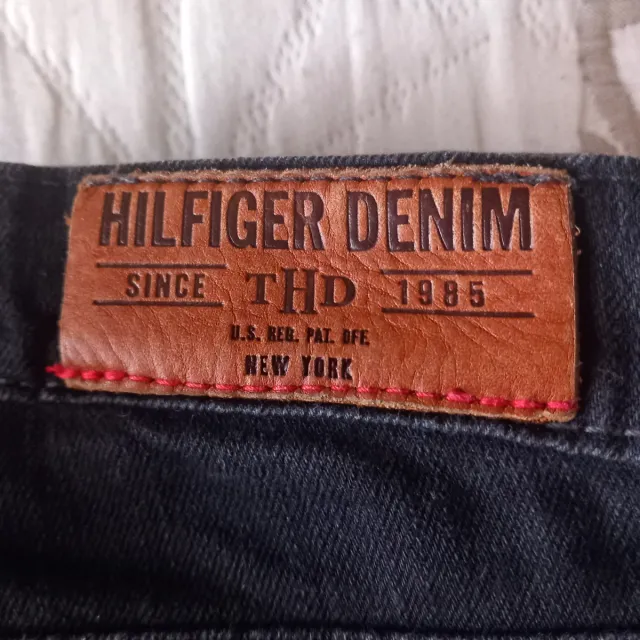 HILFIGER DENIM
SINCE THD 1985
U.S. REG. PAT. OFF.
NEW YORK